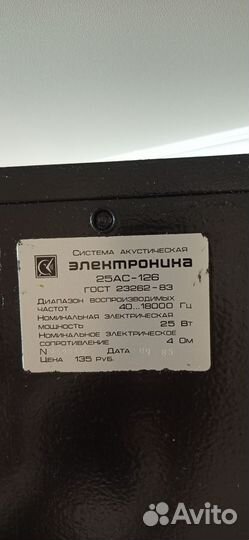 Система акустическая
Электроника
25АС-126
ГОСТ 23262-83
Диапазон воспроизводимых
частот 40...18000 Гц
Номинальная электрическая
мощность 25 Вт
Номинальное электрическое
сопротивление 4 Ом
N Дата
Цена 135 руб.
Avito